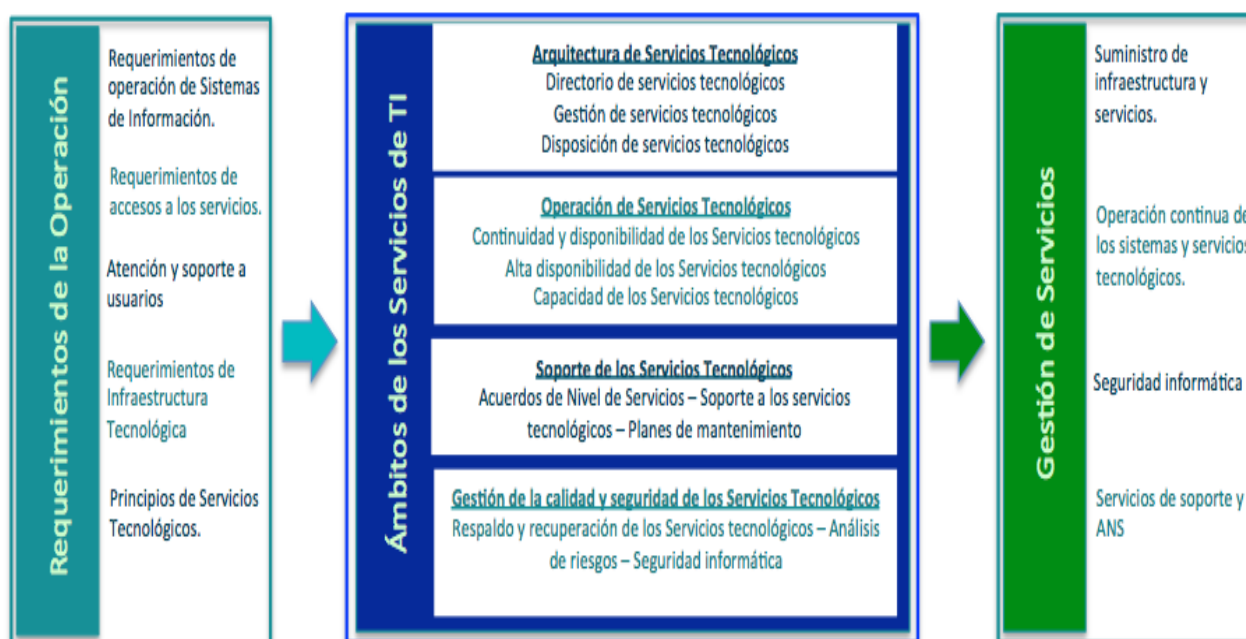 Requerimientos de la Operación
Requerimientos de
operación de Sistemas
de Información.
Requerimientos de
accesos a los servicios.
Atención y soporte a
usuarios
Requerimientos de
Infraestructura
Tecnológica
Principios de Servicios
Tecnológicos.
Ámbitos de los Servicios de TI
Arquitectura de Servicios Tecnológicos
Directorio de servicios tecnológicos
Gestión de servicios tecnológicos
Disposición de servicios tecnológicos
Operación de Servicios Tecnológicos
Continuidad y disponibilidad de los Servicios tecnológicos
Alta disponibilidad de los Servicios tecnológicos
Capacidad de los Servicios tecnológicos
Soporte de los Servicios Tecnológicos
Acuerdos de Nivel de Servicios – Soporte a los servicios
tecnológicos – Planes de mantenimiento
Gestión de la calidad y seguridad de los Servicios Tecnológicos
Respaldo y recuperación de los Servicios tecnológicos – Análisis
de riesgos – Seguridad informática
Gestión de Servicios
Suministro de
infraestructura y
servicios.
Operación continua de
los sistemas y servicios
tecnológicos.
Seguridad informática
Servicios de soporte y
ANS